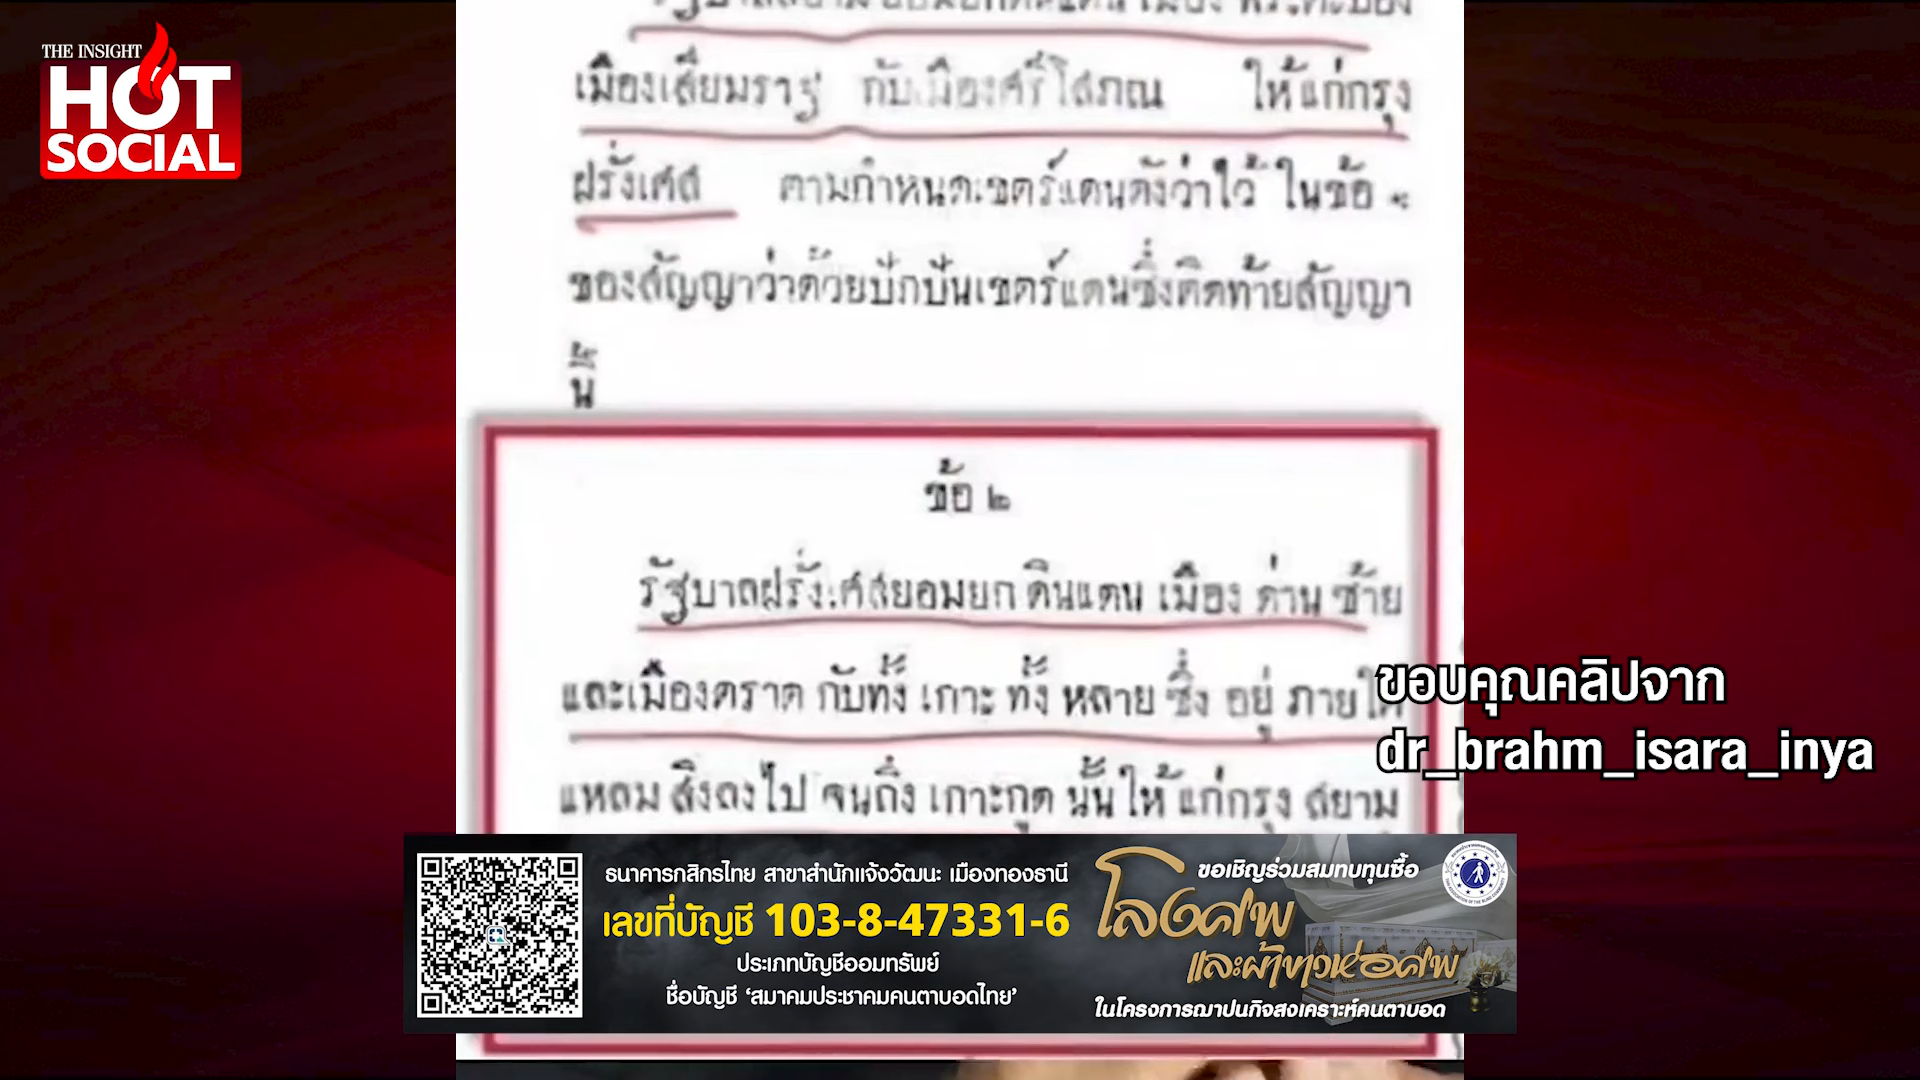 THE INSIGHT
HOT
SOCIAL
เมืองเสียมราฐ กับเมืองศรีโสภณ ให้แก่กรุง
ฝรั่งเศส ตามกำหนดเขตร์แดนดังว่าไว้ ในข้อ ๑
ของสัญญาว่าด้วยปักปันเขตร์แดนซึ่งติดท้ายสัญญา
นี้
ข้อ ๒
รัฐบาลฝรั่งเศสยอมยก ดินแดน เมือง ด่าน ซ้าย
และเมืองตราด กับทั้ง เกาะ ทั้ง หลาย ซึ่ง อยู่ ภายใต้
แหลม สิงลงไป จนถึง เกาะกูด นั้น ให้ แก่กรุง สยาม
ขอบคุณคลิปจาก
dr_brahm_isara_inya
ธนาคารกสิกรไทย สาขาสำนักแจ้งวัฒนะ เมืองทองธานี
เลขที่บัญชี 103-8-47331-6
ประเภทบัญชีออมทรัพย์
ชื่อบัญชี ‘สมาคมประชาคมคนตาบอดไทย’
ขอเชิญร่วมสมทบทุนซื้อ
โลงศพ
และผ้าขาวห่อศพ
ในโครงการฌาปนกิจสงเคราะห์คนตาบอด